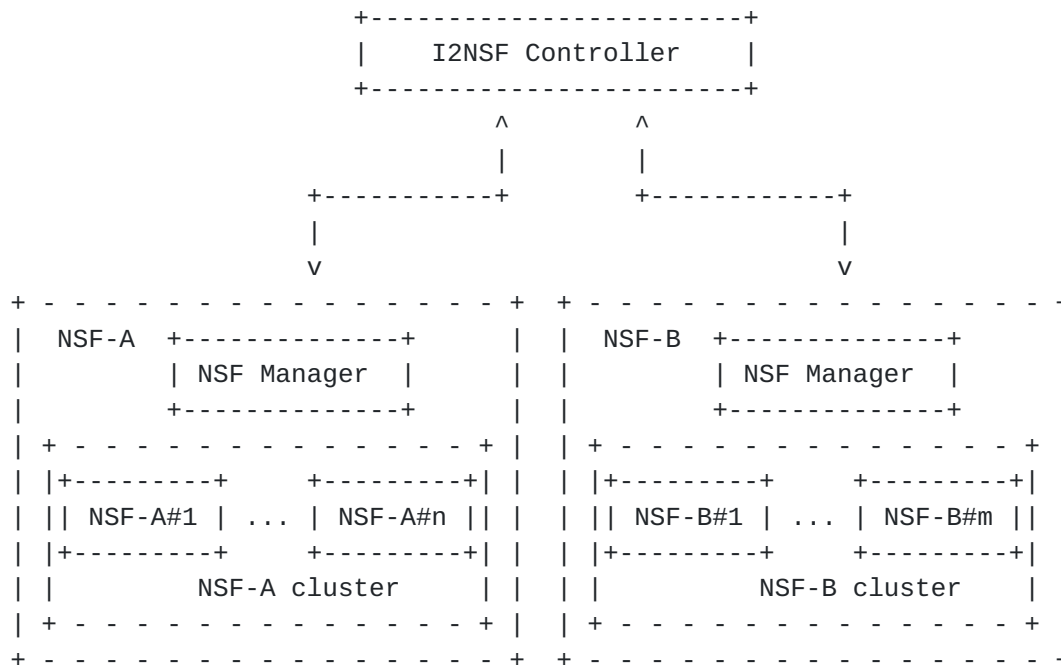 I2NSF Controller
NSF-A NSF-B
NSF Manager NSF Manager
NSF-A#1 ... NSF-A#n NSF-B#1 ... NSF-B#m
NSF-A cluster NSF-B cluster